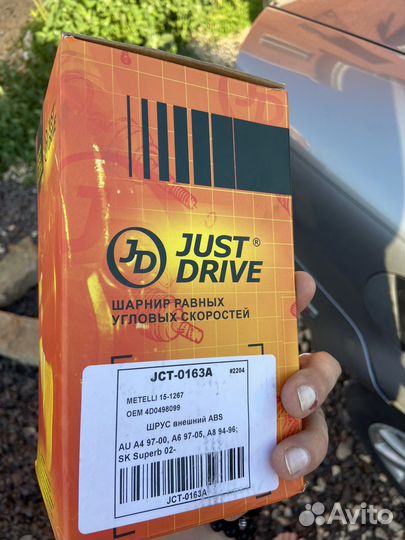 JD JUST DRIVE®
ШАРНИР РАВНЫХ
УГЛОВЫХ СКОРОСТЕЙ
JCT-0163A #2204
METELLI 15-1267
OEM 4D0498099
ШРУС внешний ABS
AU A4 97-00, A6 97-05, A8 94-96;
SK Superb 02-
JCT-0163A
Avito